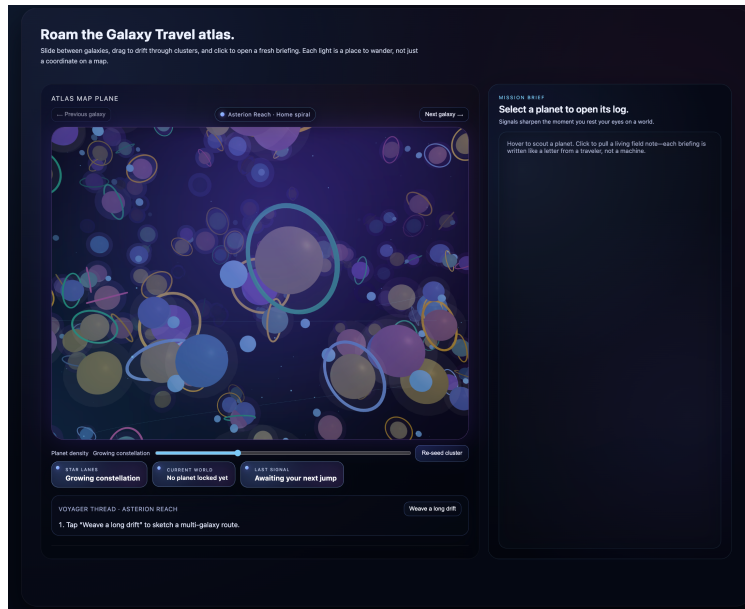 Roam the Galaxy Travel atlas.
Slide between galaxies, drag to drift through clusters, and click to open a fresh briefing. Each light is a place to wander, not just
a coordinate on a map.
ATLAS MAP PLANE
← Previous galaxy
Asterion Reach · Home spiral
Next galaxy →
Planet density Growing constellation
Re-seed cluster
STAR LANES
Growing constellation
CURRENT WORLD
No planet locked yet
LAST SIGNAL
Awaiting your next jump
VOYAGER THREAD · ASTERION REACH
Weave a long drift
1. Tap “Weave a long drift” to sketch a multi-galaxy route.
MISSION BRIEF
Select a planet to open its log.
Signals sharpen the moment you rest your eyes on a world.
Hover to scout a planet. Click to pull a living field note—each briefing is
written like a letter from a traveler, not a machine.